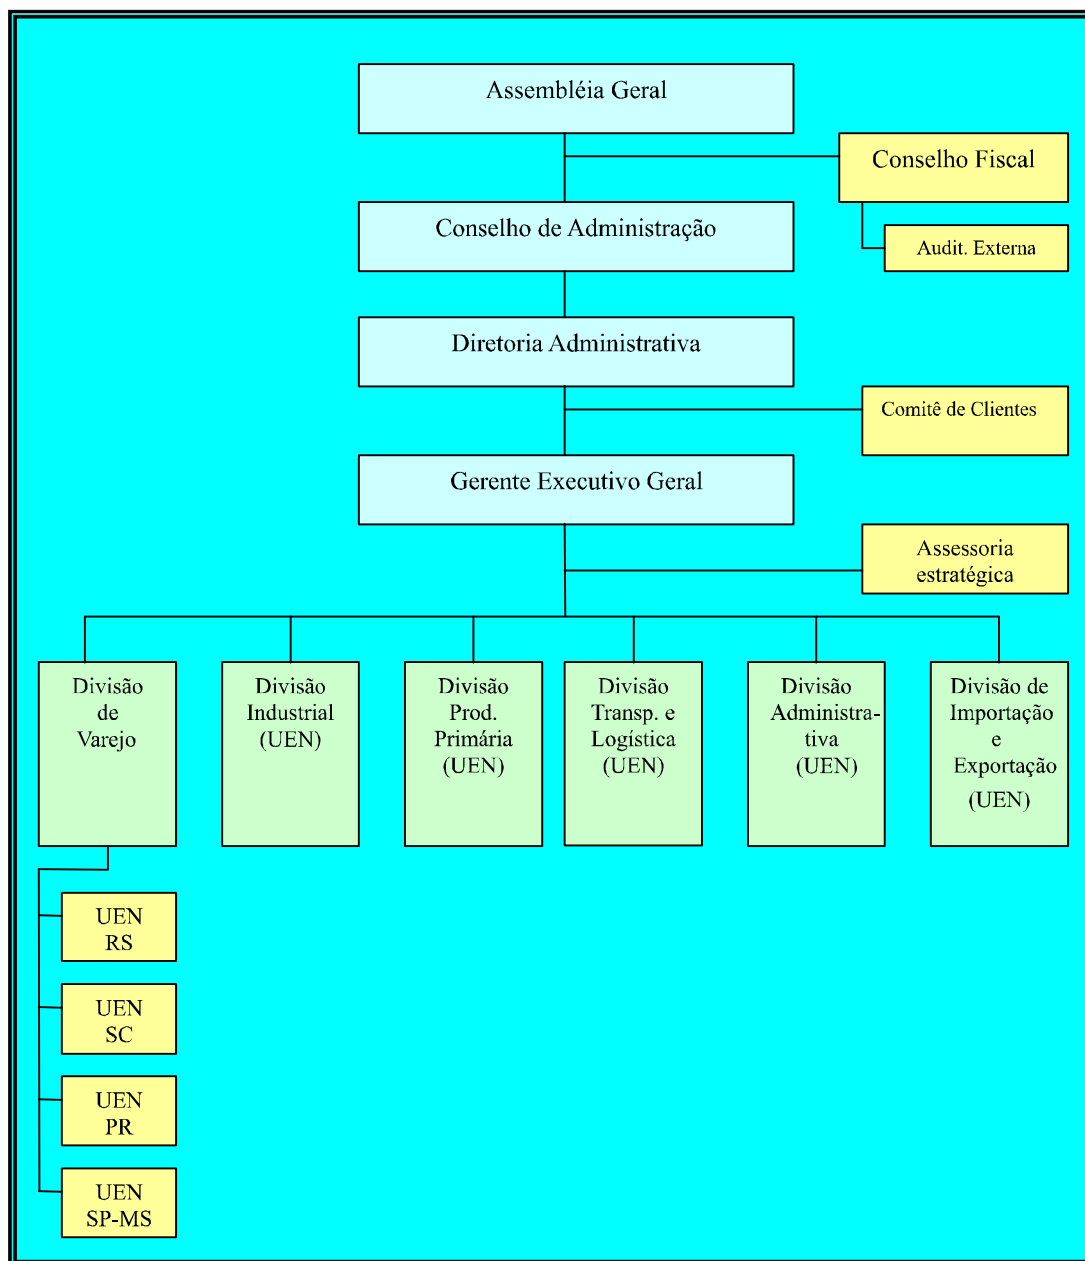 Assembléia Geral
Conselho Fiscal
Conselho de Administração
Audit. Externa
Diretoria Administrativa
Comitê de Clientes
Gerente Executivo Geral
Assessoria
estratégica
Divisão
de
Varejo
Divisão
Industrial
(UEN)
Divisão
Prod.
Primária
(UEN)
Divisão
Transp. e
Logística
(UEN)
Divisão
Administra-
tiva
(UEN)
Divisão de
Importação
e
Exportação
(UEN)
UEN
RS
UEN
SC
UEN
PR
UEN
SP-MS